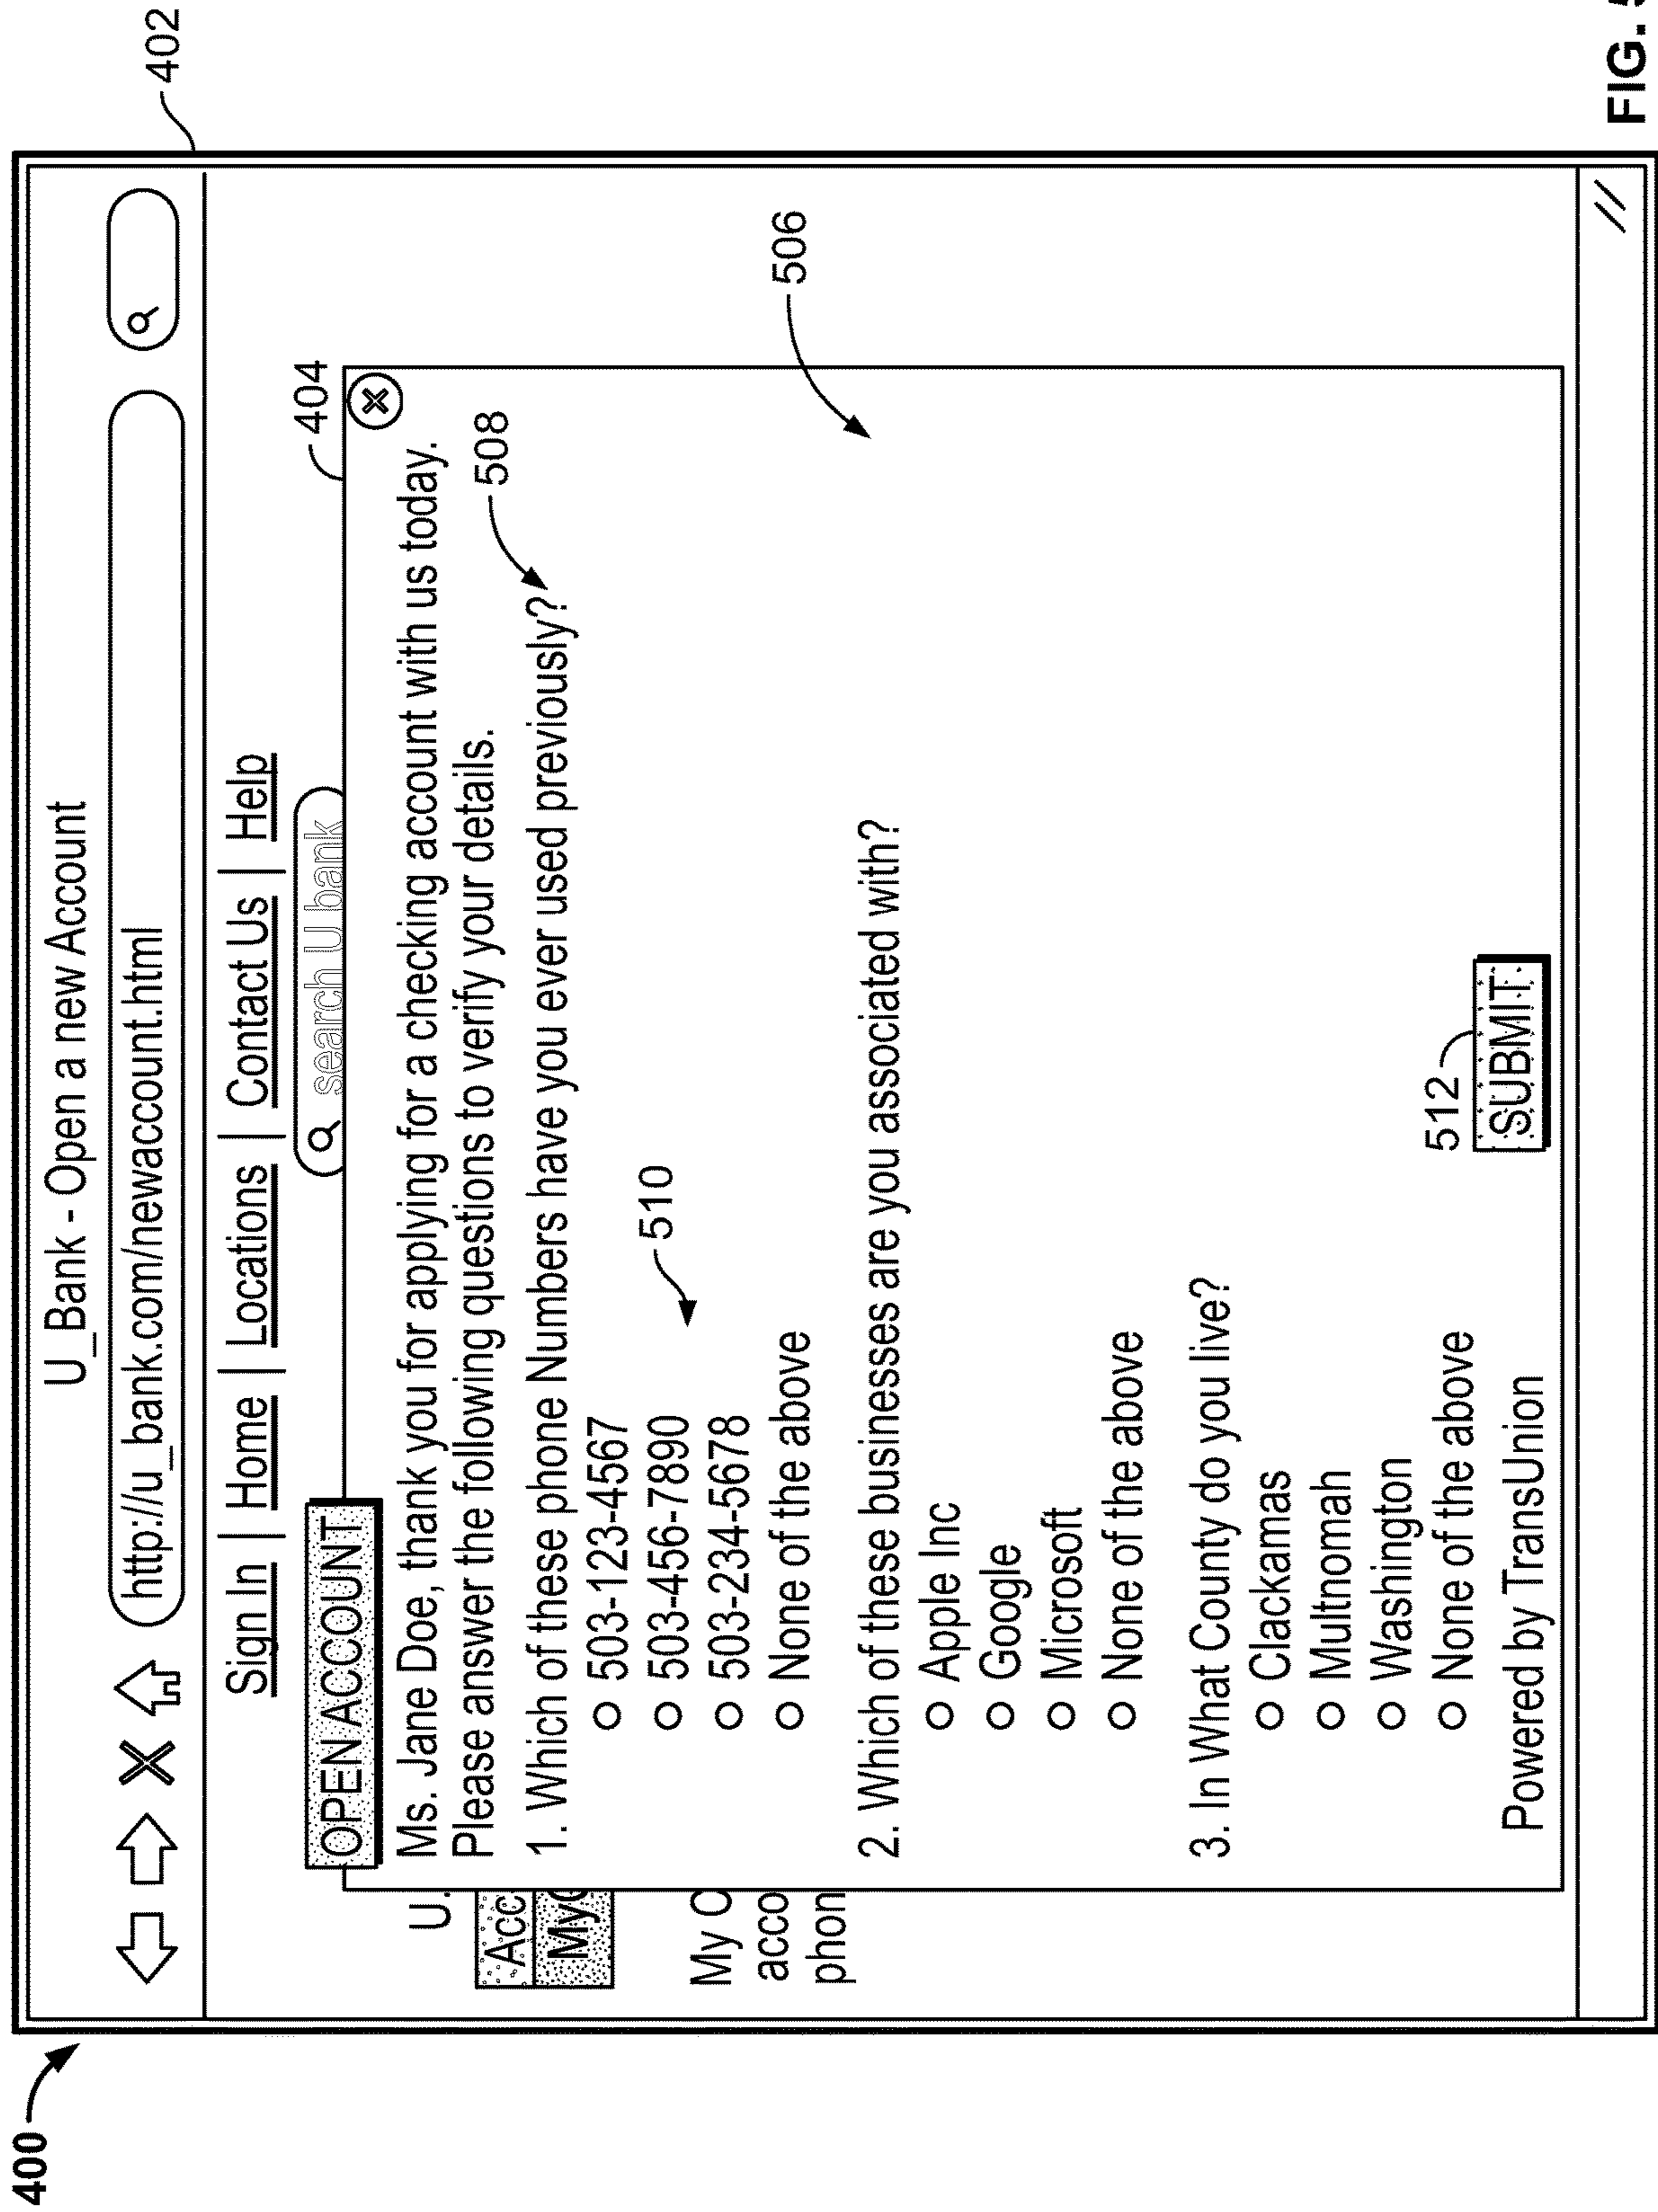 400
402
U_Bank - Open a new Account
http://u_bank.com/newaccount.html
Sign In | Home | Locations | Contact Us | Help
search U bank
404
OPEN ACCOUNT
U.
Acc
My
My O
acco
phon
Ms. Jane Doe, thank you for applying for a checking account with us today.
Please answer the following questions to verify your details.
508
1. Which of these phone Numbers have you ever used previously?
503-123-4567
503-456-7890
503-234-5678
None of the above
510
506
2. Which of these businesses are you associated with?
Apple Inc
Google
Microsoft
None of the above
3. In What County do you live?
Clackamas
Multnomah
Washington
None of the above
512
SUBMIT
Powered by TransUnion
FIG. 5